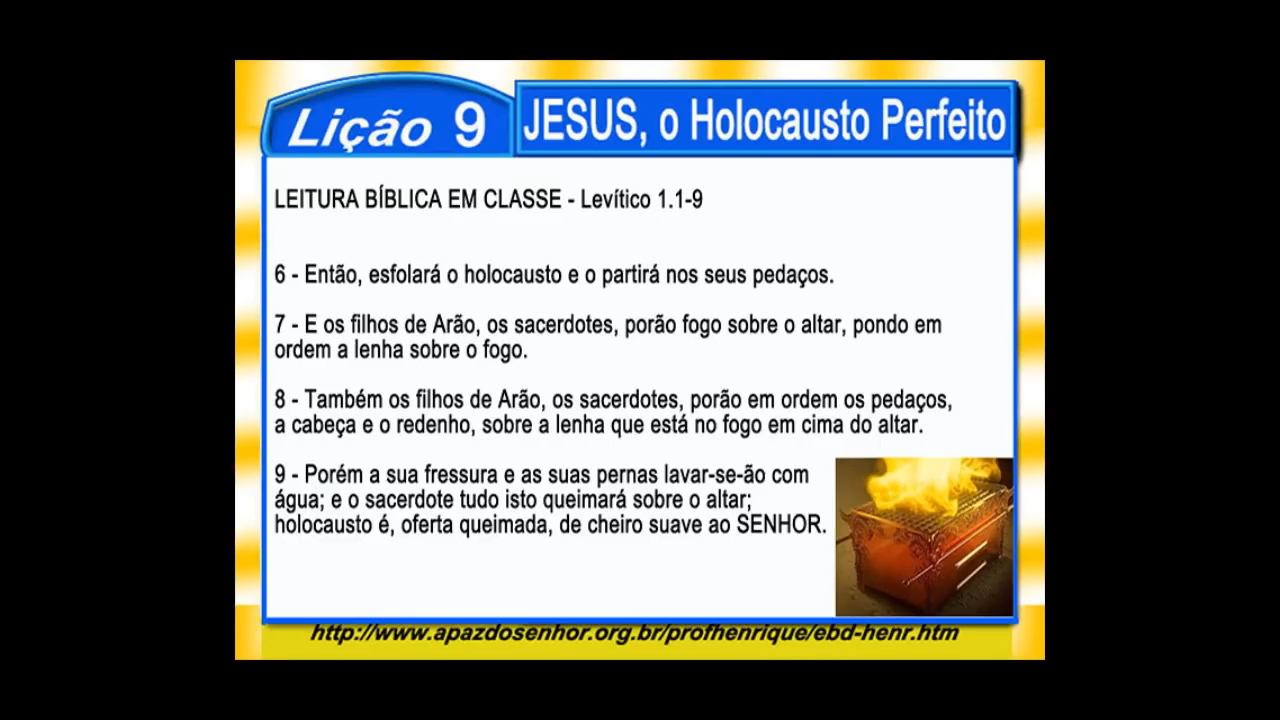 Lição 9
JESUS, o Holocausto Perfeito
LEITURA BÍBLICA EM CLASSE - Levítico 1.1-9
6 - Então, esfolará o holocausto e o partirá nos seus pedaços.
7 - E os filhos de Arão, os sacerdotes, porão fogo sobre o altar, pondo em
ordem a lenha sobre o fogo.
8 - Também os filhos de Arão, os sacerdotes, porão em ordem os pedaços,
a cabeça e o redenho, sobre a lenha que está no fogo em cima do altar.
9 - Porém a sua fressura e as suas pernas lavar-se-ão com
água; e o sacerdote tudo isto queimará sobre o altar;
holocausto é, oferta queimada, de cheiro suave ao SENHOR.
http://www.apazdosenhor.org.br/profhenrique/ebd-henr.htm